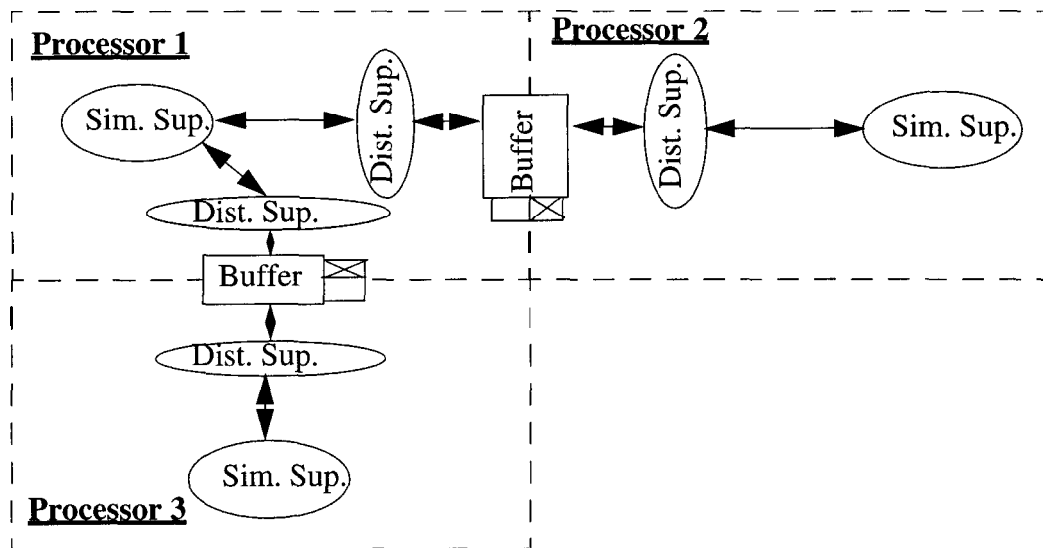 Processor 1
Processor 2
Sim. Sup.
Dist. Sup.
Buffer
Dist. Sup.
Sim. Sup.
Dist. Sup.
Buffer
Dist. Sup.
Sim. Sup.
Processor 3